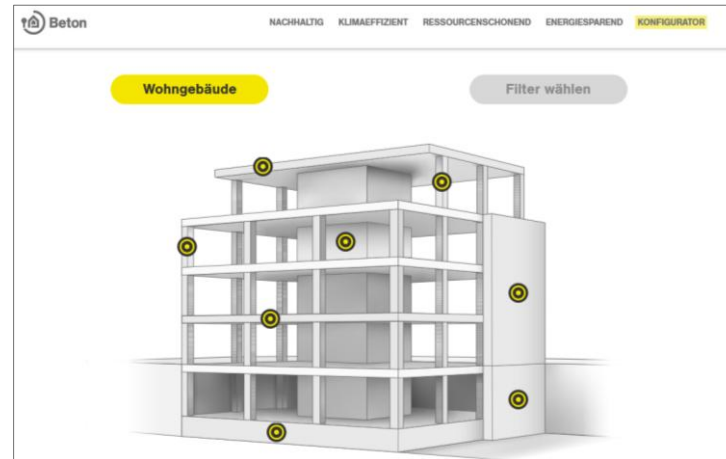 Beton
NACHHALTIG KLIMAEFFIZIENT RESSOURCENSCHONEND ENERGIESPAREND KONFIGURATOR
Wohngebäude
Filter wählen